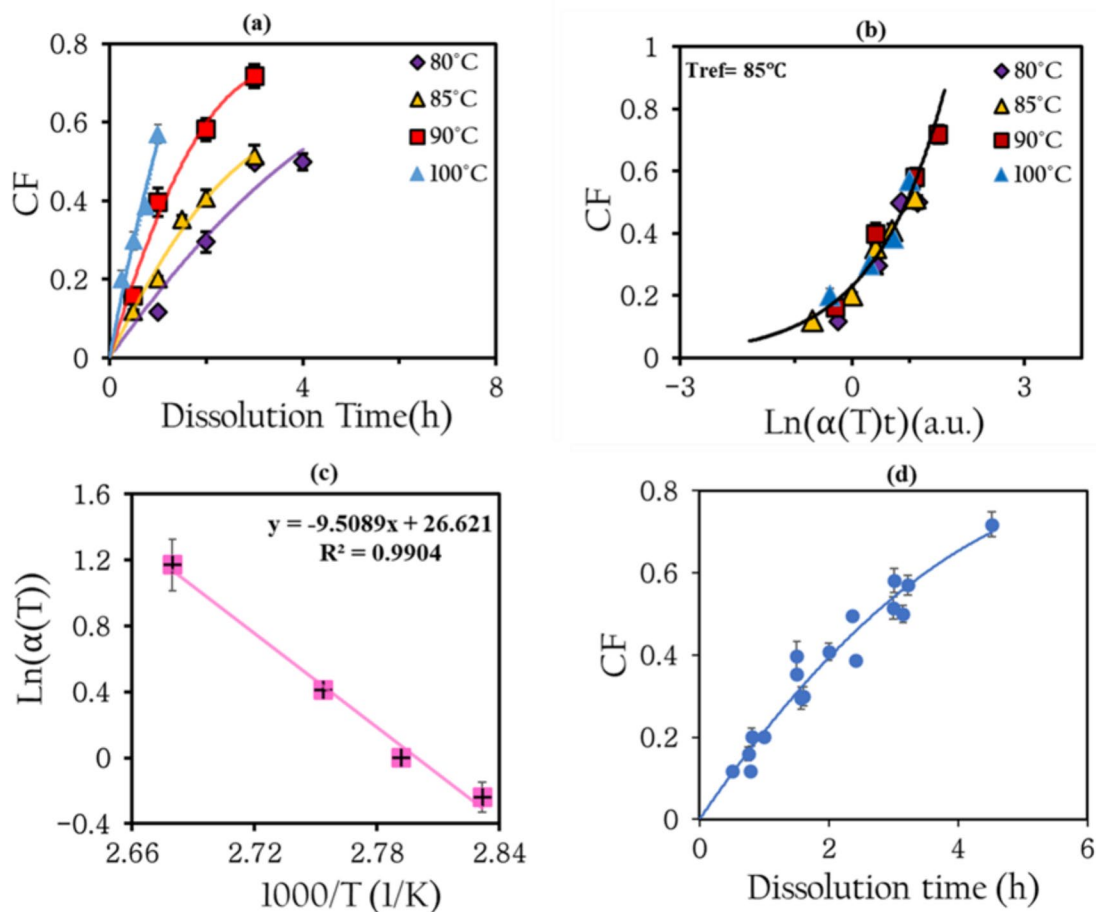 (a)
0.8
0.6
0.4
0.2
0
0
4
8
CF
Dissolution Time(h)
80°C
85°C
90°C
100°C
(b)
Tref= 85℃
1
0.8
0.6
0.4
0.2
0
−3
0
3
CF
Ln(α(T)t)(a.u.)
80°C
85°C
90°C
100°C
(c)
y = -9.5089x + 26.621
R² = 0.9904
1.6
1.2
0.8
0.4
0
−0.4
2.66
2.72
2.78
2.84
Ln(α(T))
1000/T (1/K)
(d)
0.8
0.6
0.4
0.2
0
0
2
4
6
CF
Dissolution time (h)